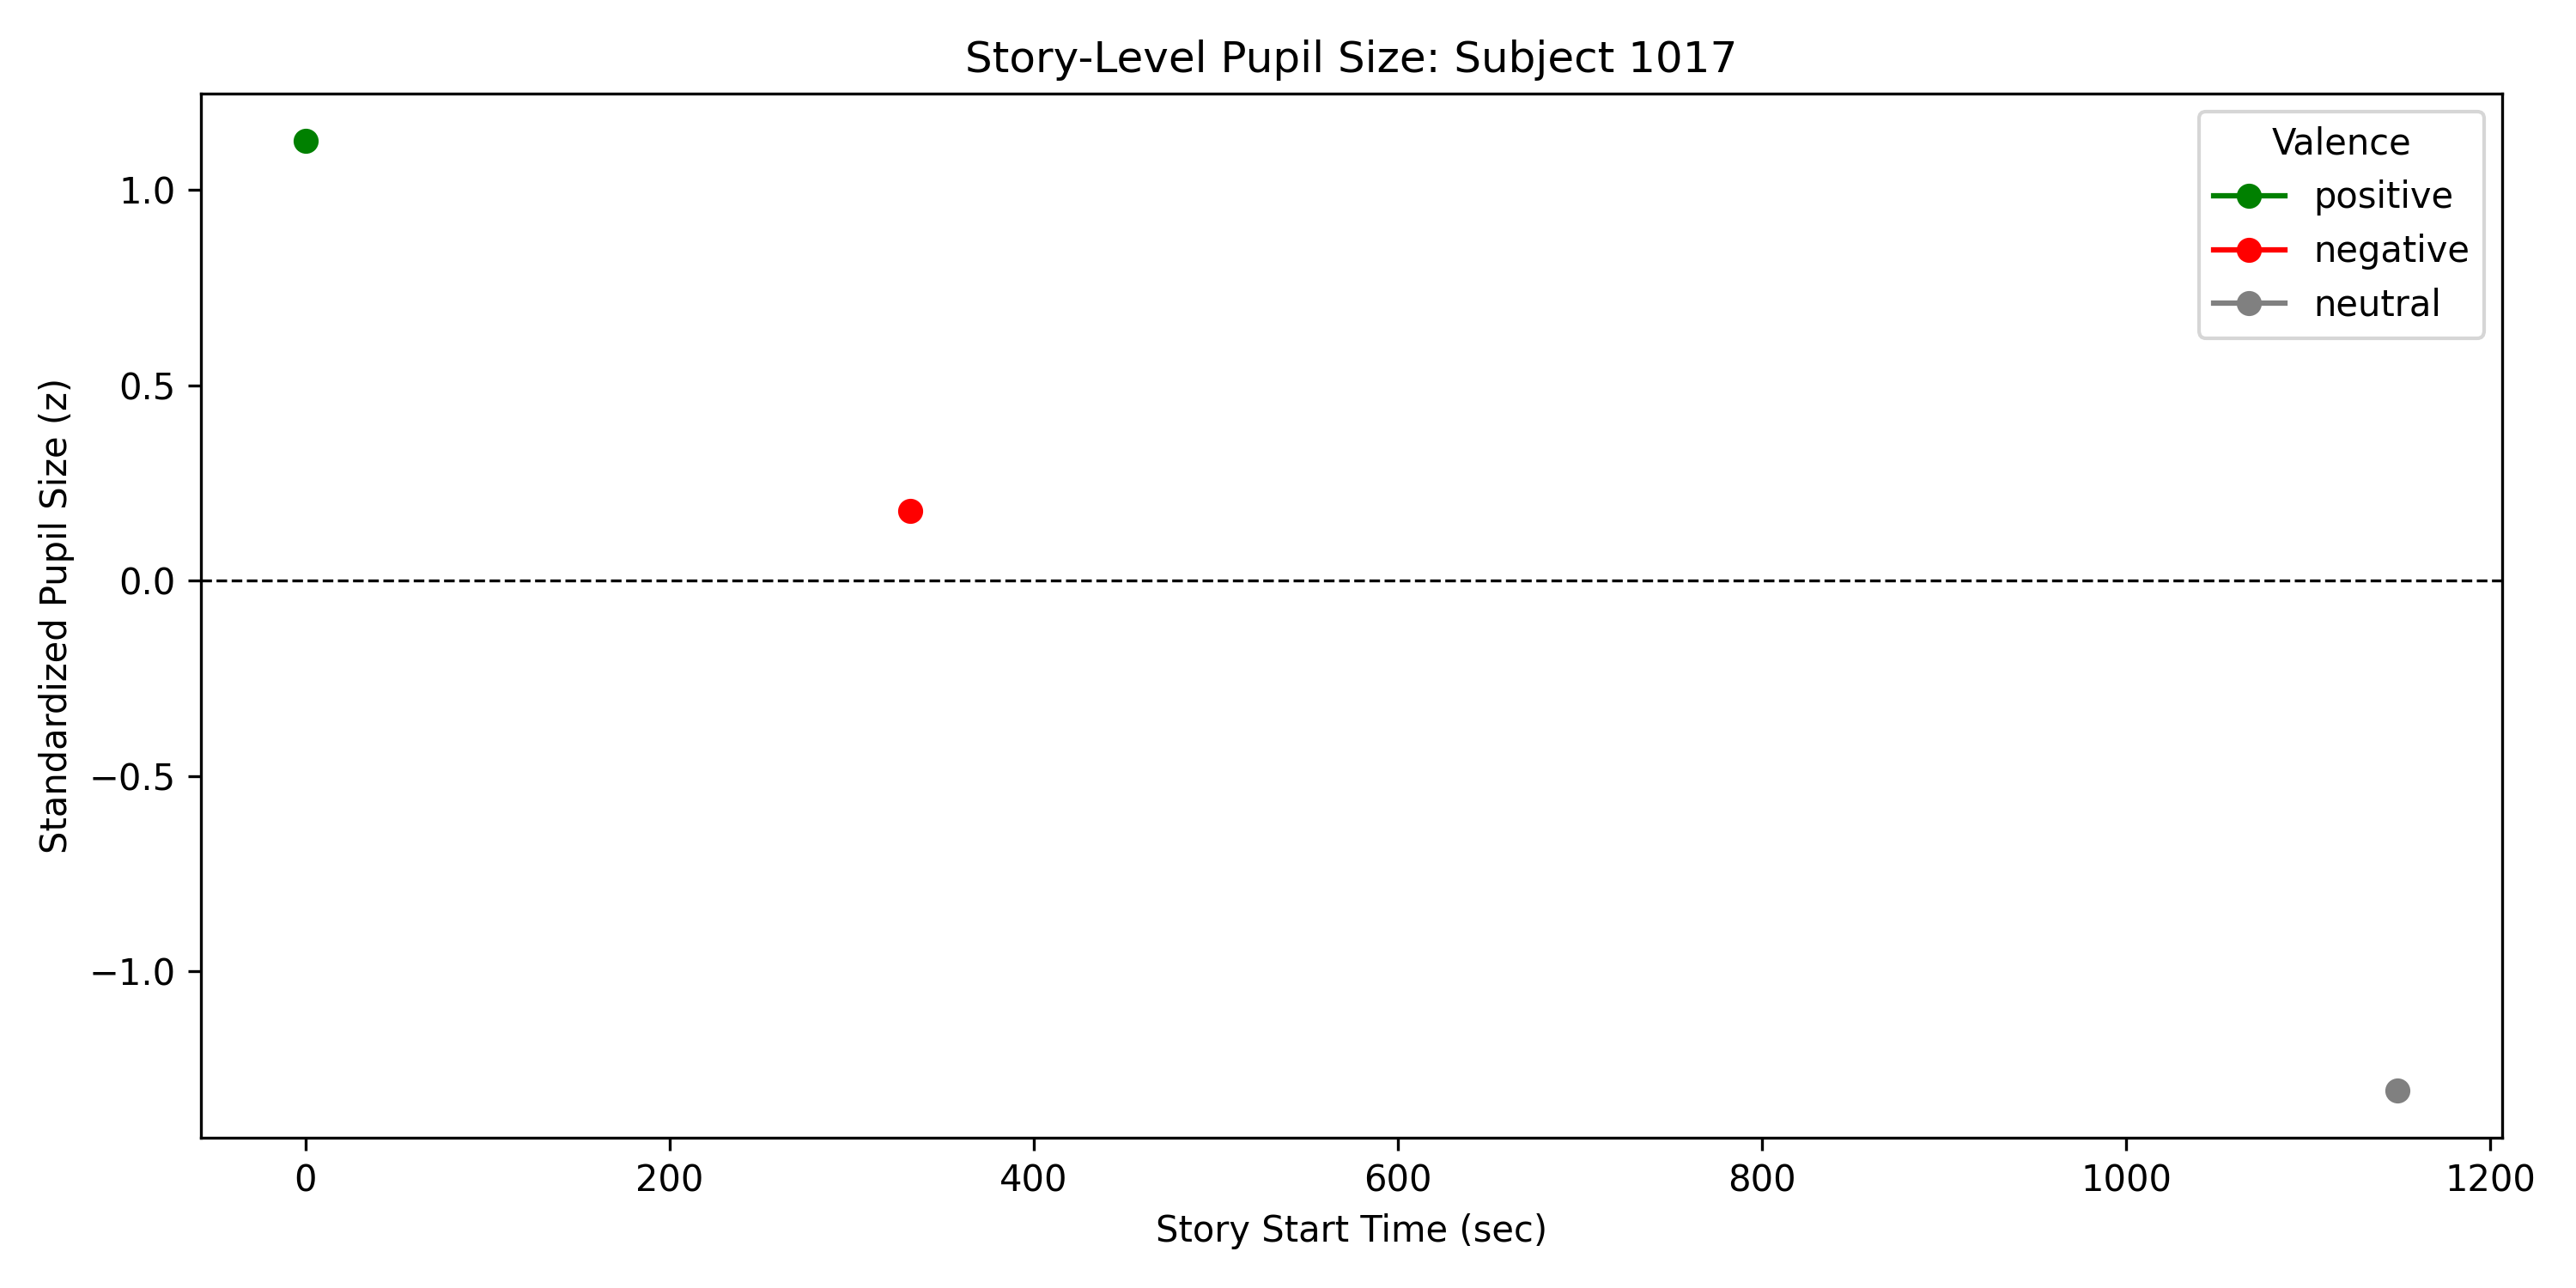 Story-Level Pupil Size: Subject 1017
Valence
positive
negative
neutral
Standardized Pupil Size (z)
1.0
0.5
0.0
−0.5
−1.0
0 200 400 600 800 1000 1200
Story Start Time (sec)